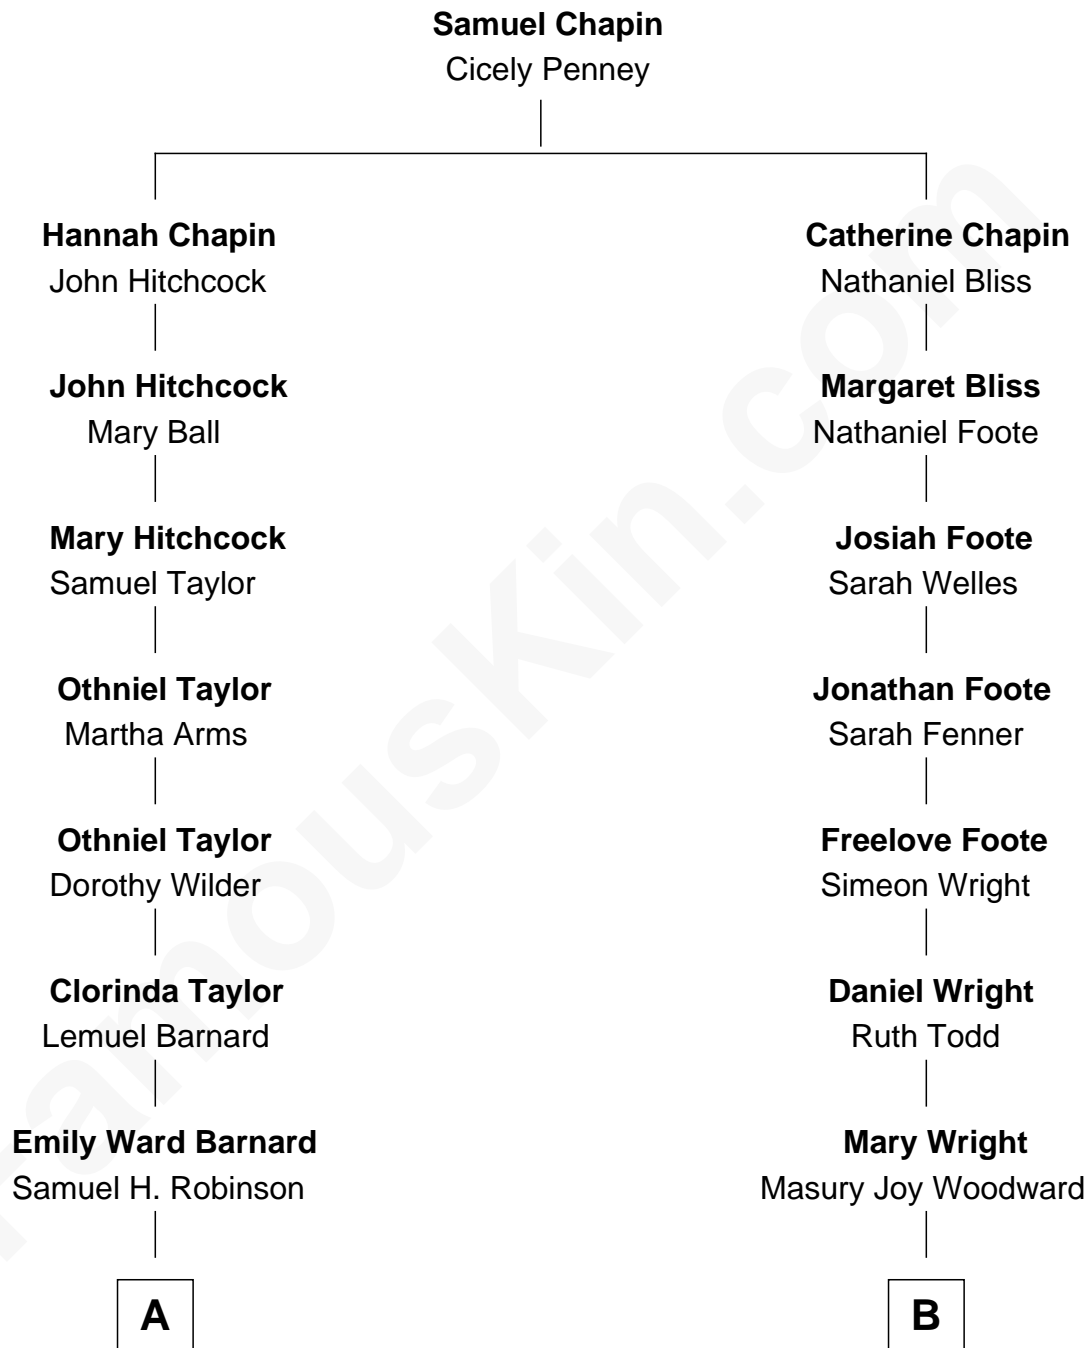 Samuel Chapin
Cicely Penney
Hannah Chapin
John Hitchcock
Catherine Chapin
Nathaniel Bliss
John Hitchcock
Mary Ball
Margaret Bliss
Nathaniel Foote
Mary Hitchcock
Samuel Taylor
Josiah Foote
Sarah Welles
Othniel Taylor
Martha Arms
Jonathan Foote
Sarah Fenner
Othniel Taylor
Dorothy Wilder
Freelove Foote
Simeon Wright
Clorinda Taylor
Lemuel Barnard
Daniel Wright
Ruth Todd
Emily Ward Barnard
Samuel H. Robinson
Mary Wright
Masury Joy Woodward
A
B
FamousKin.com